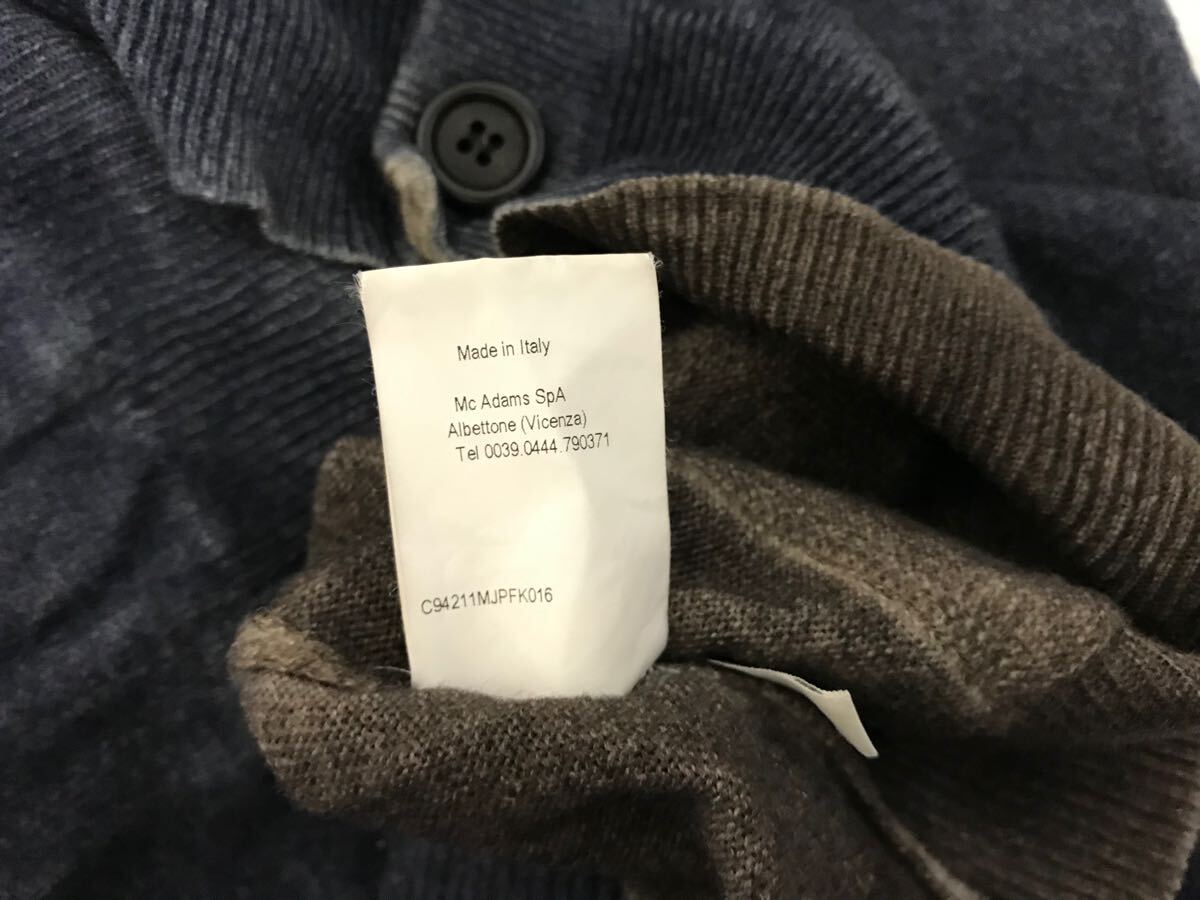 Made in Italy
Mc Adams SpA
Albettone (Vicenza)
Tel 0039.0444.790371
C94211MJPFK016